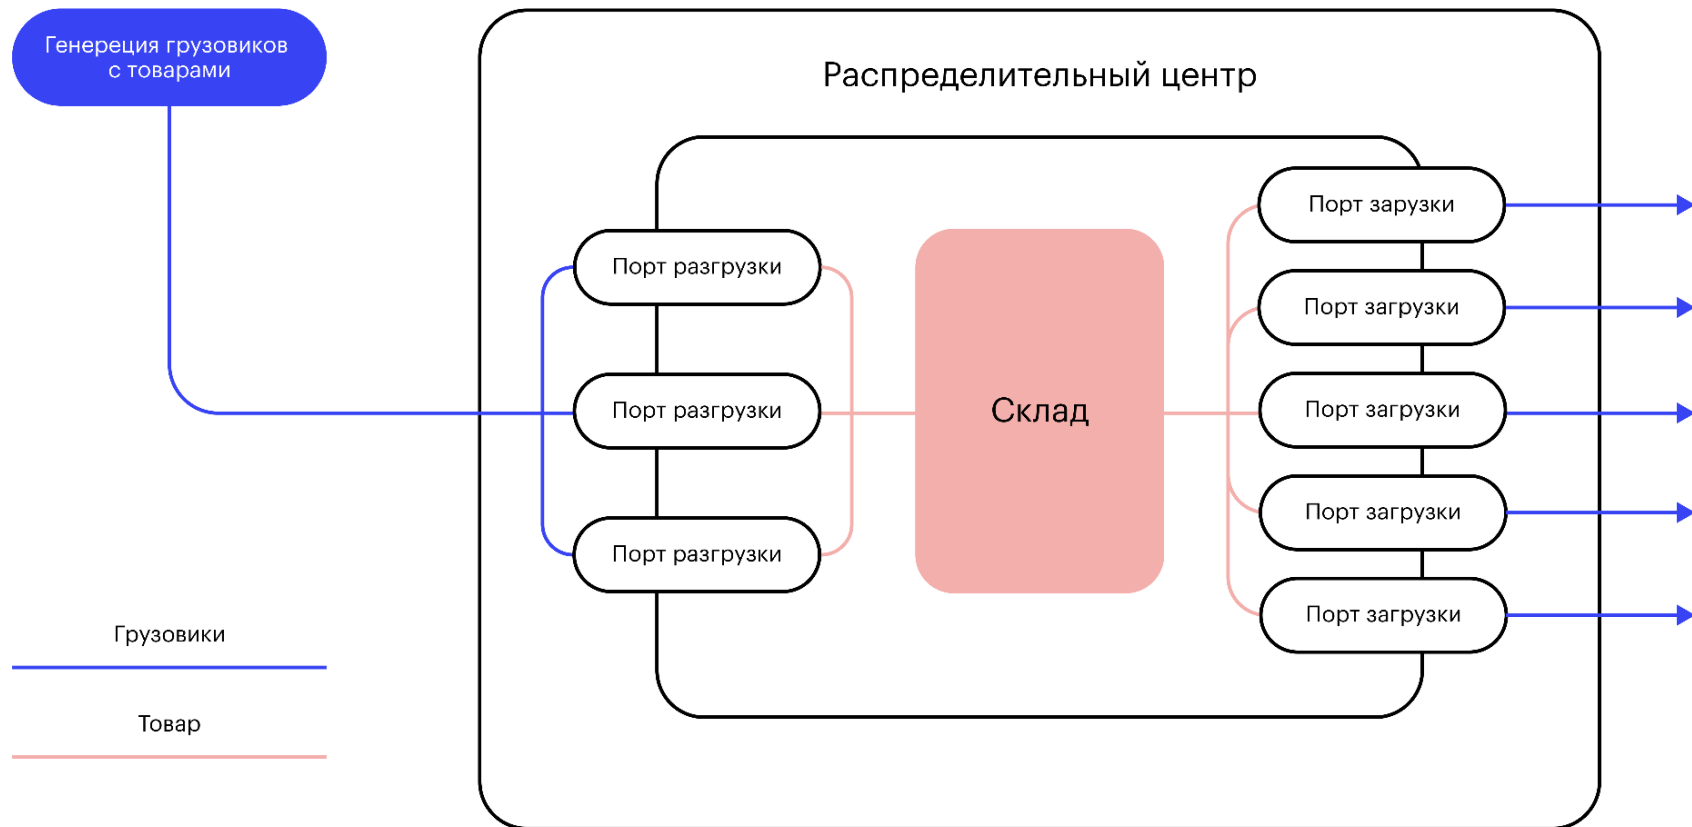 Генереция грузовиков
с товарами
Распределительный центр
Порт разгрузки
Порт разгрузки
Порт разгрузки
Склад
Порт зарузки
Порт загрузки
Порт загрузки
Порт загрузки
Порт загрузки
Грузовики
Товар